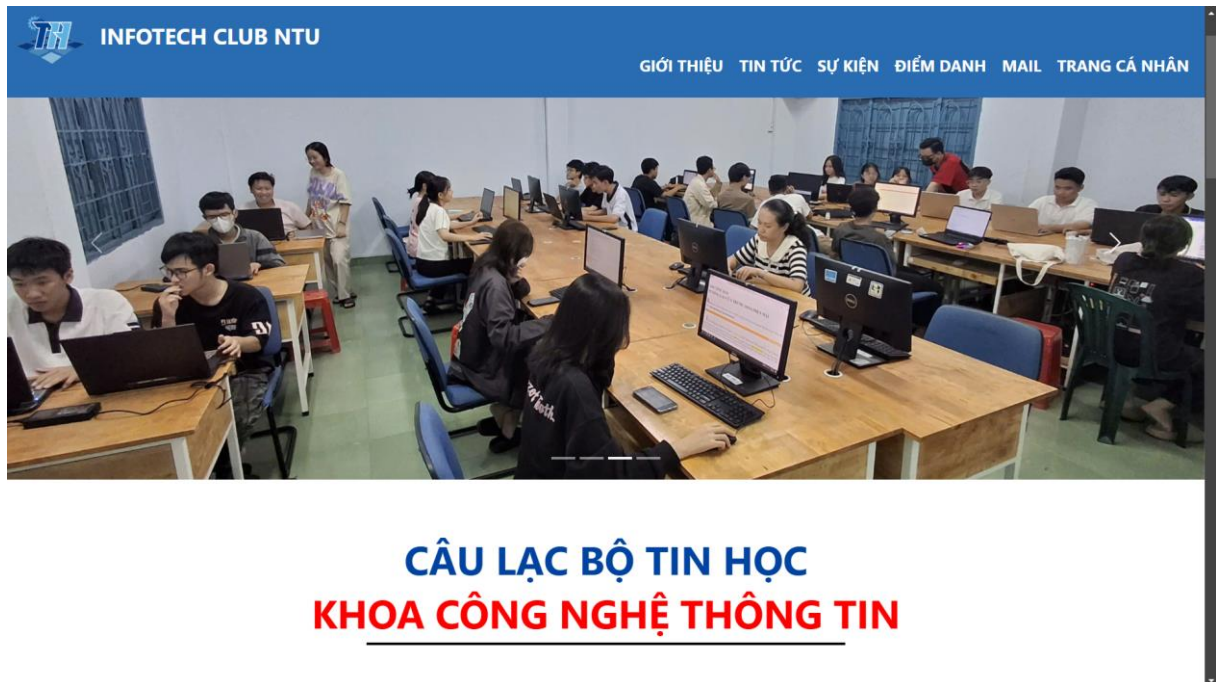 TH
INFOTECH CLUB NTU
GIỚI THIỆU TIN TỨC SỰ KIỆN ĐIỂM DANH MAIL TRANG CÁ NHÂN
CÂU LẠC BỘ TIN HỌC
KHOA CÔNG NGHỆ THÔNG TIN